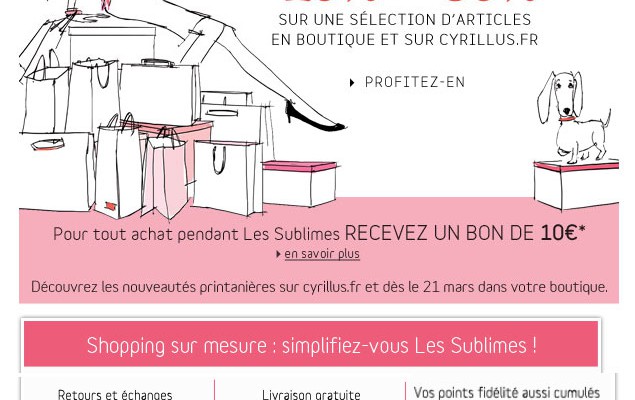 SUR UNE SÉLECTION D'ARTICLES
EN BOUTIQUE ET SUR CYRILLUS.FR
PROFITEZ-EN
Pour tout achat pendant Les Sublimes RECEVEZ UN BON DE 10€*
en savoir plus
Découvrez les nouveautés printanières sur cyrillus.fr et dès le 21 mars dans votre boutique.
Shopping sur mesure : simplifiez-vous Les Sublimes !
Retours et échanges
Livraison gratuite
Vos points fidélité aussi cumulés